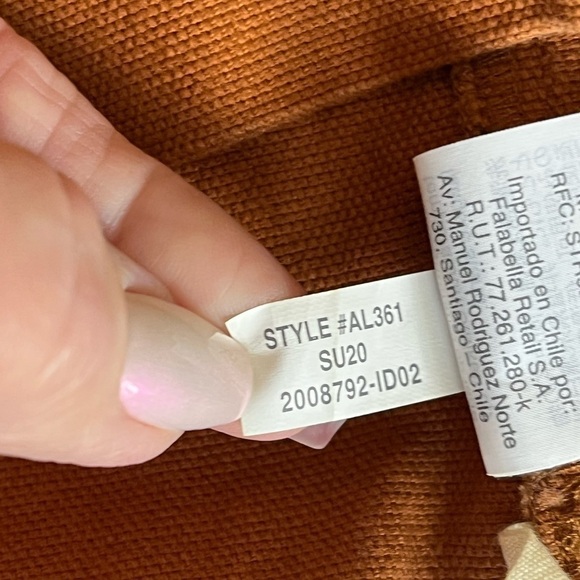 STYLE #AL361
SU20
2008792-ID02
RFC: ST
Importado en Chile por:
Falabella Retail S.A.
R.U.T.: 77.261.280-k
Av. Manuel Rodriguez Norte
730, Santiago – Chile